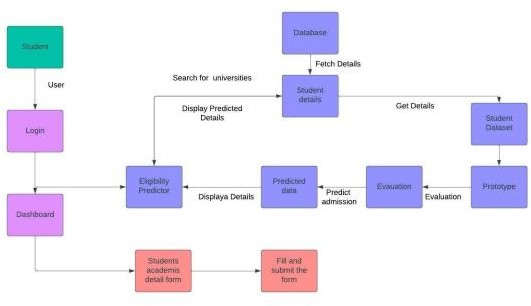 Student
User
Login
Dashboard
Database
Fetch Details
Search for universities
Student
details
Display Predicted
Details
Get Details
Student
Dataset
Eligibility
Predictor
Displaya Details
Predicted
data
Predict
admission
Evauation
Evaluation
Prototype
Students
academis
detail form
Fill and
submit the
form